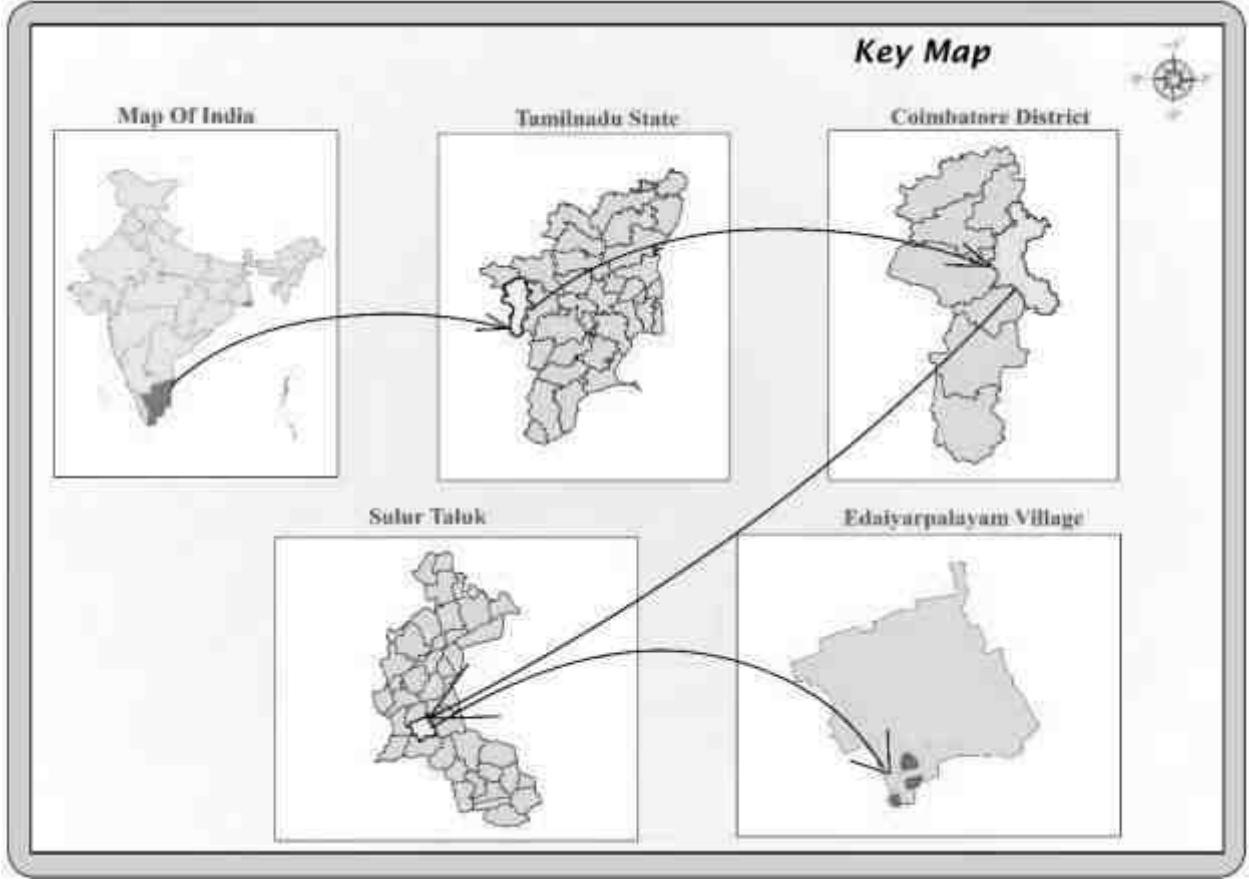 Key Map
Map Of India
Tamilnadu State
Coimbatore District
Sulur Taluk
Edaiyarpalayam Village